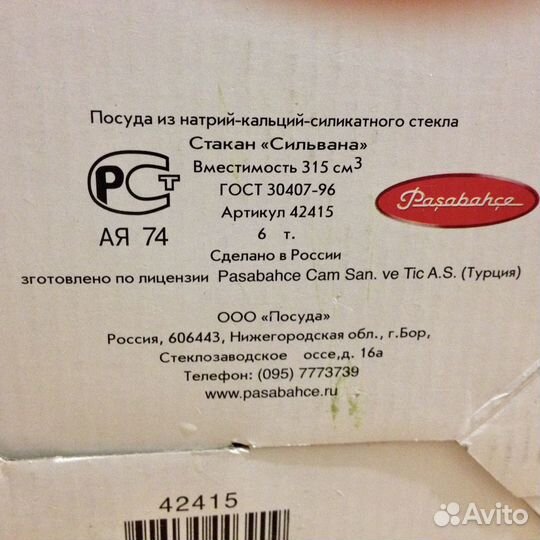 Посуда из натрий-кальций-силикатного стекла
Стакан «Сильвана»
Вместимость 315 см³
ГОСТ 30407-96
Артикул 42415
6 т.
Сделано в России
зготовлено по лицензии Pasabahce Cam San. ve Tic A.S. (Турция)
РСТ
АЯ 74
Paşabahçe
ООО «Посуда»
Россия, 606443, Нижегородская обл., г.Бор,
Стеклозаводское оссе,д. 16а
Телефон: (095) 7773739
www.pasabahce.ru
42415
Avito